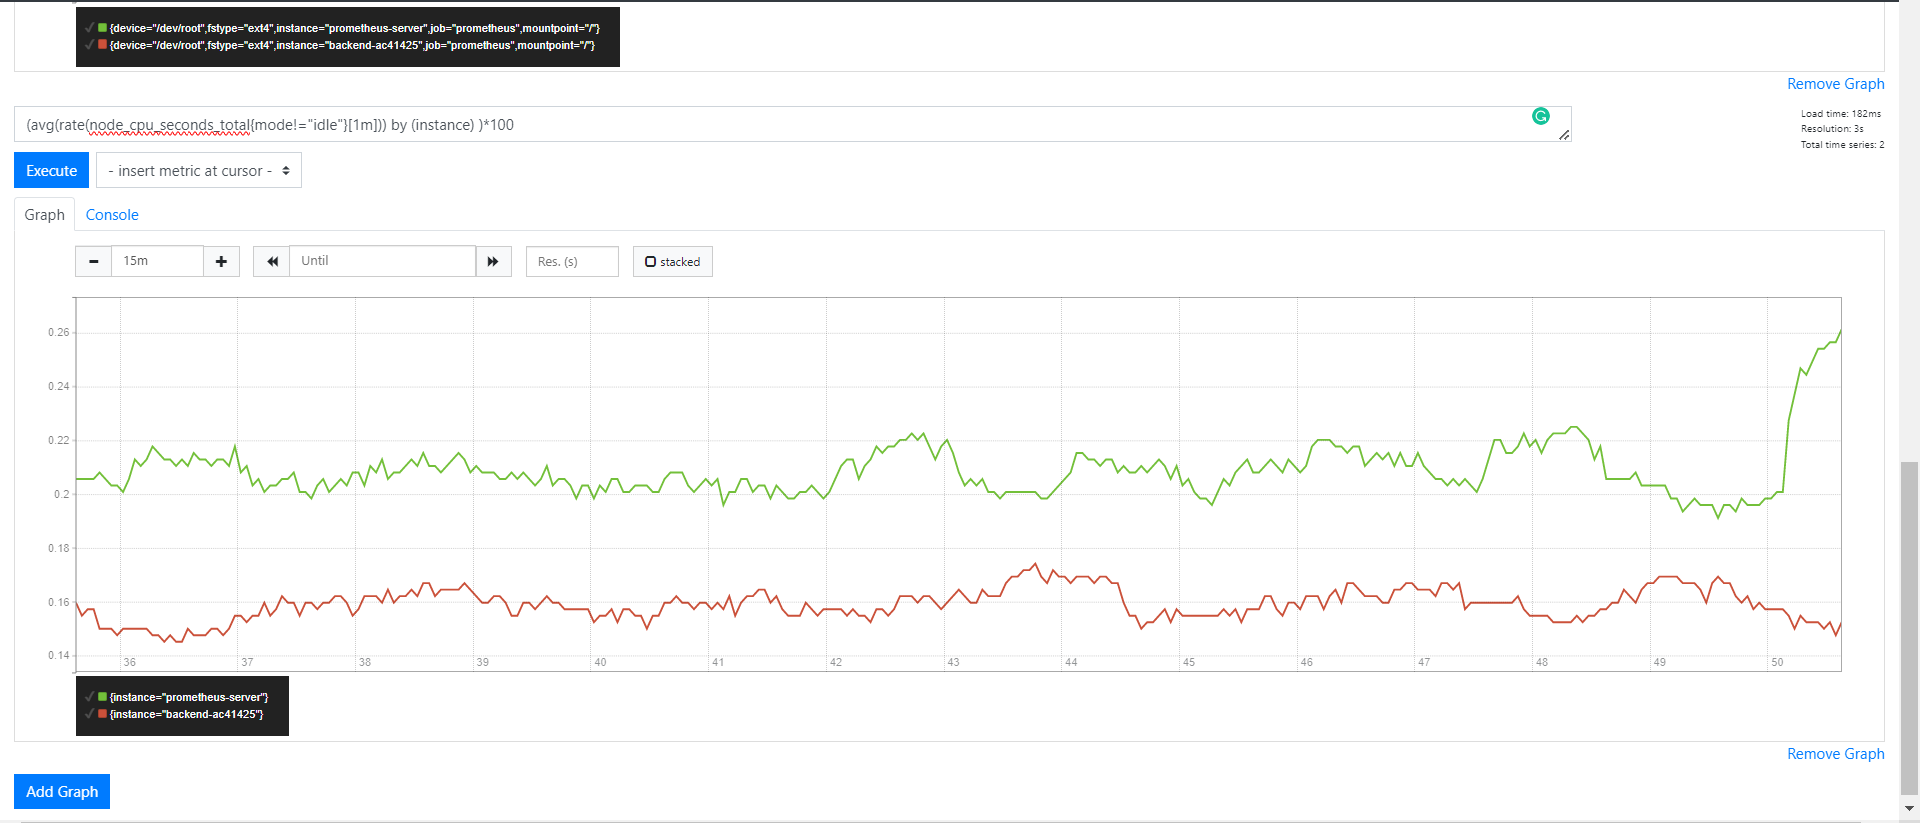 {device="/dev/root",fstype="ext4",instance="prometheus-server",job="prometheus",mountpoint="/"}
{device="/dev/root",fstype="ext4",instance="backend-ac41425",job="prometheus",mountpoint="/"}
Remove Graph
(avg(rate(node_cpu_seconds_total{mode!="idle"}[1m])) by (instance) )*100
Load time: 182ms
Resolution: 3s
Total time series: 2
Execute
- insert metric at cursor -
Graph
Console
15m
Until
Res. (s)
stacked
0.26
0.24
0.22
0.2
0.18
0.16
0.14
36 37 38 39 40 41 42 43 44 45 46 47 48 49 50
{instance="prometheus-server"}
{instance="backend-ac41425"}
Remove Graph
Add Graph